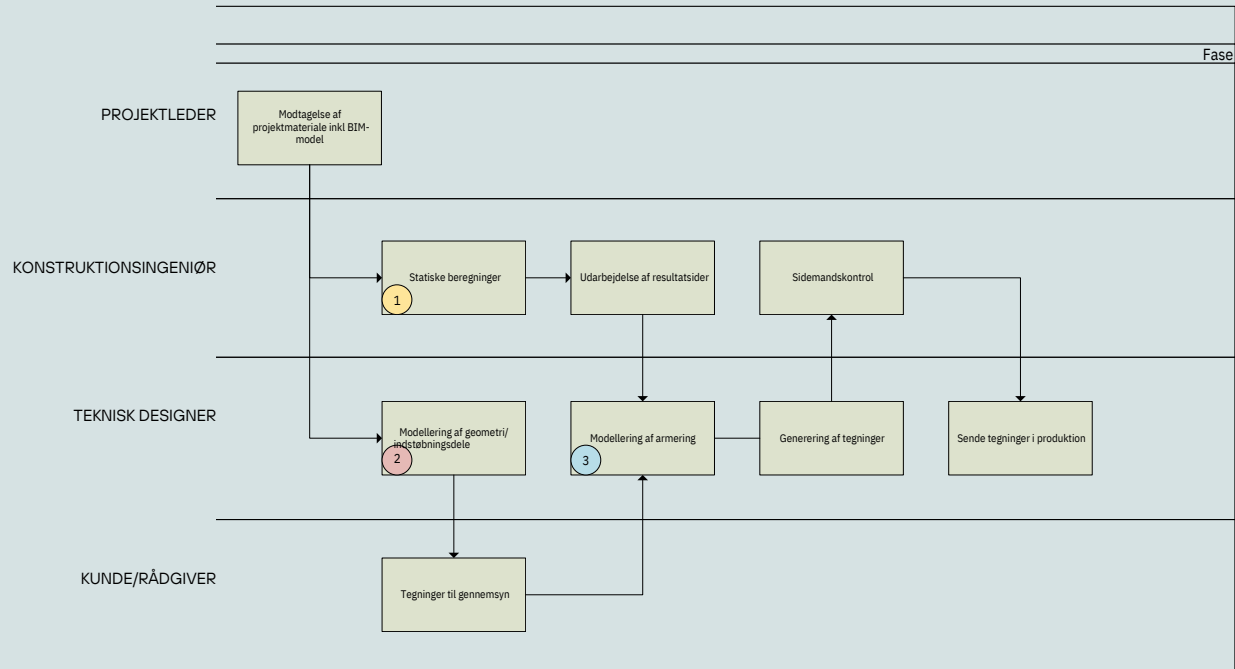 Fase
PROJEKTLEDER
Modtagelse af
projektmateriale inkl BIM-
model
KONSTRUKTIONSINGENIØR
Statiske beregninger
1
Udarbejdelse af resultatsider
Sidemandskontrol
TEKNISK DESIGNER
Modellering af geometri/
indstøbningsdele
2
Modellering af armering
3
Generering af tegninger
Sende tegninger i produktion
KUNDE/RÅDGIVER
Tegninger til gennemsyn